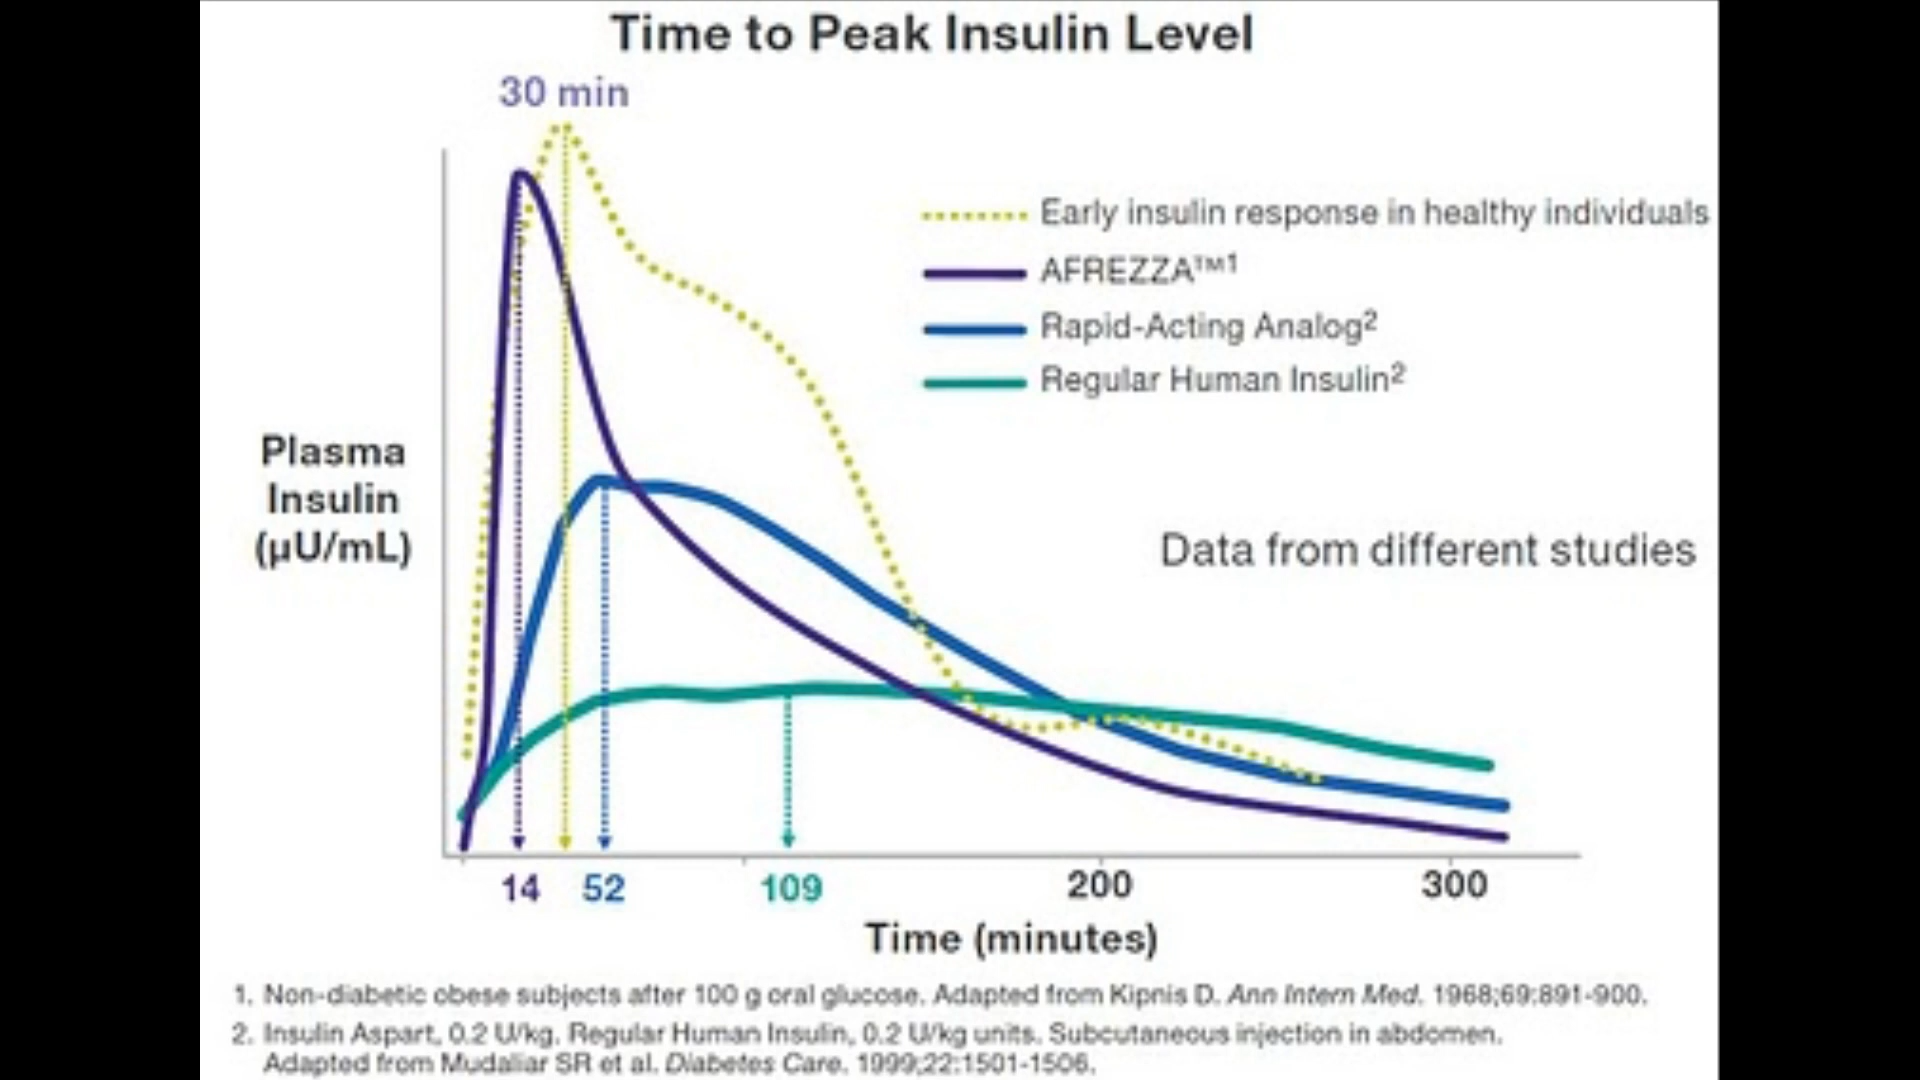 Time to Peak Insulin Level
30 min
Early insulin response in healthy individuals
AFREZZA™1
Rapid-Acting Analog2
Regular Human Insulin2
Plasma
Insulin
(µU/mL)
Data from different studies
14 52 109 200 300
Time (minutes)
1. Non-diabetic obese subjects after 100 g oral glucose. Adapted from Kipnis D. Ann Intern Med. 1968;69:891-900.
2. Insulin Aspart, 0.2 U/kg. Regular Human Insulin, 0.2 U/kg units. Subcutaneous injection in abdomen.
Adapted from Mudaliar SR et al. Diabetes Care. 1999;22:1501-1506.